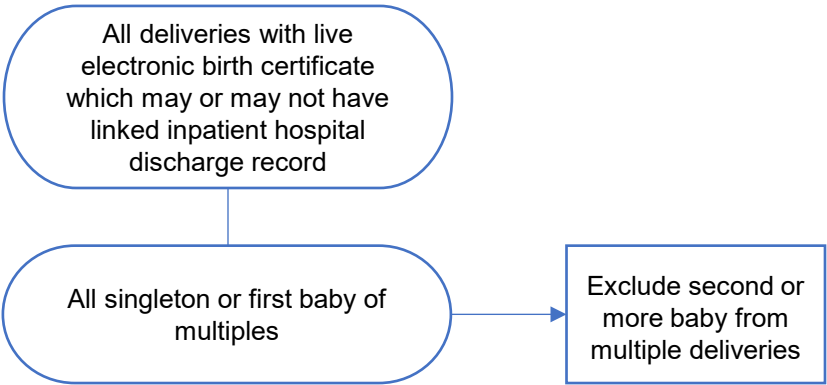 All deliveries with live
electronic birth certificate
which may or may not have
linked inpatient hospital
discharge record
All singleton or first baby of
multiples
Exclude second or
more baby from
multiple deliveries